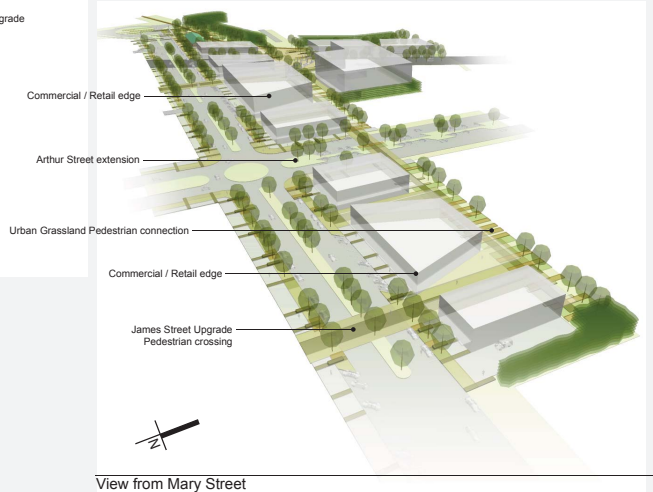 grade
Commercial / Retail edge
Arthur Street extension
Urban Grassland Pedestrian connection
Commercial / Retail edge
James Street Upgrade
Pedestrian crossing
N
View from Mary Street